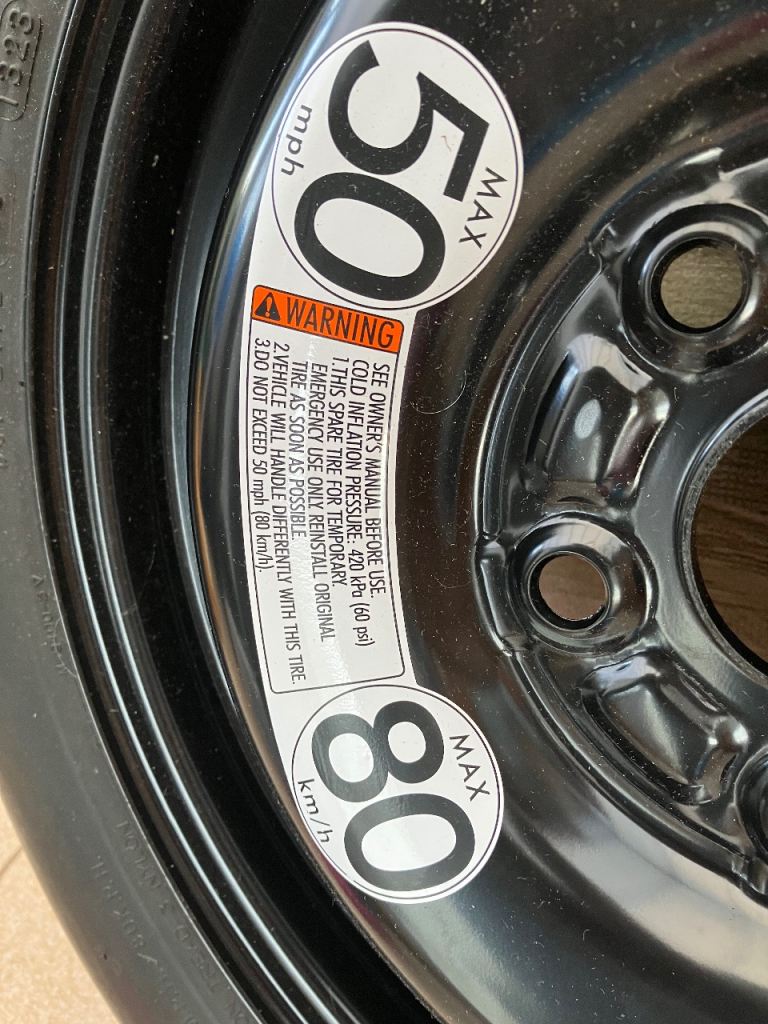 MAX
50
mph
WARNING
SEE OWNER'S MANUAL BEFORE USE.
COLD INFLATION PRESSURE: 420 kPa (60 psi)
1.THIS SPARE TIRE FOR TEMPORARY.
EMERGENCY USE ONLY REINSTALL ORIGINAL
TIRE AS SOON AS POSSIBLE.
2.VEHICLE WILL HANDLE DIFFERENTLY WITH THIS TIRE.
3.DO NOT EXCEED 50 mph (80 km/h).
MAX
80
km/h
1323